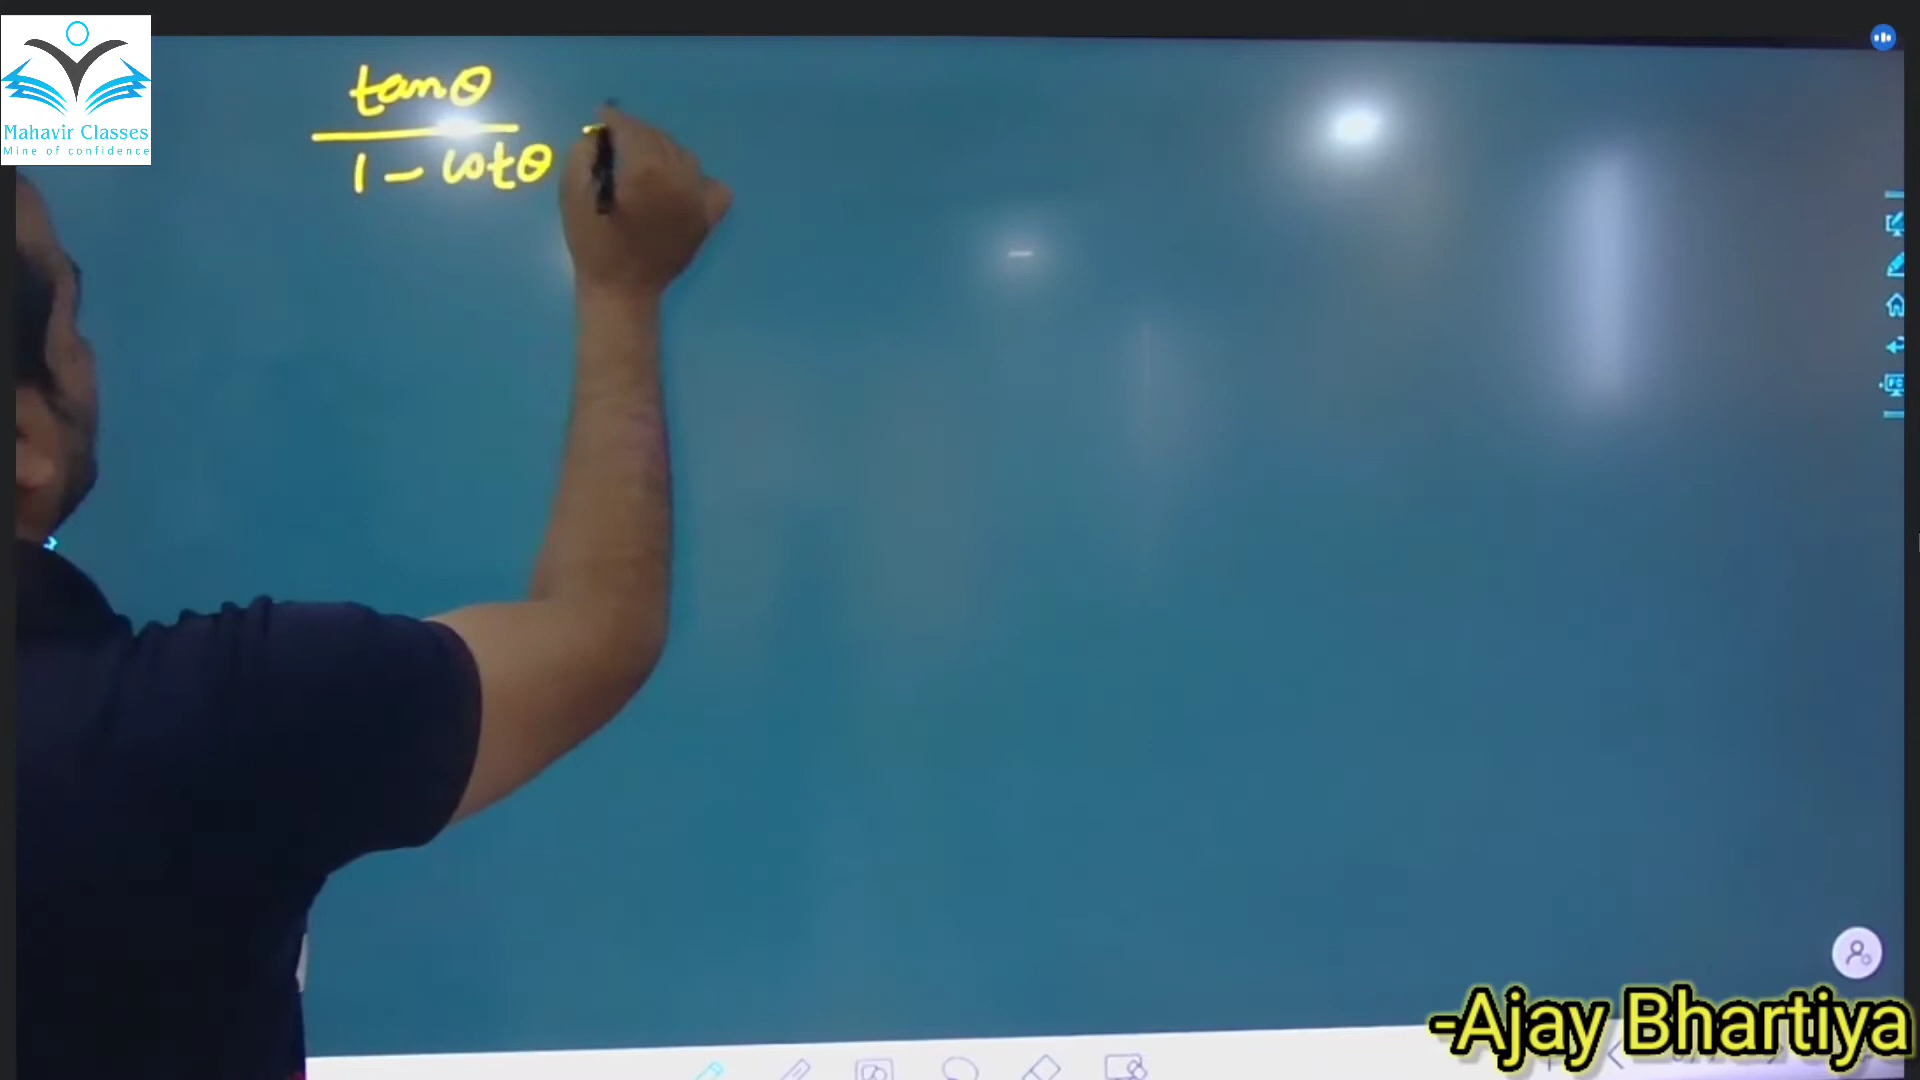 Mahavir Classes
Mine of confidence
tanθ
1 - cotθ
-Ajay Bhartiya